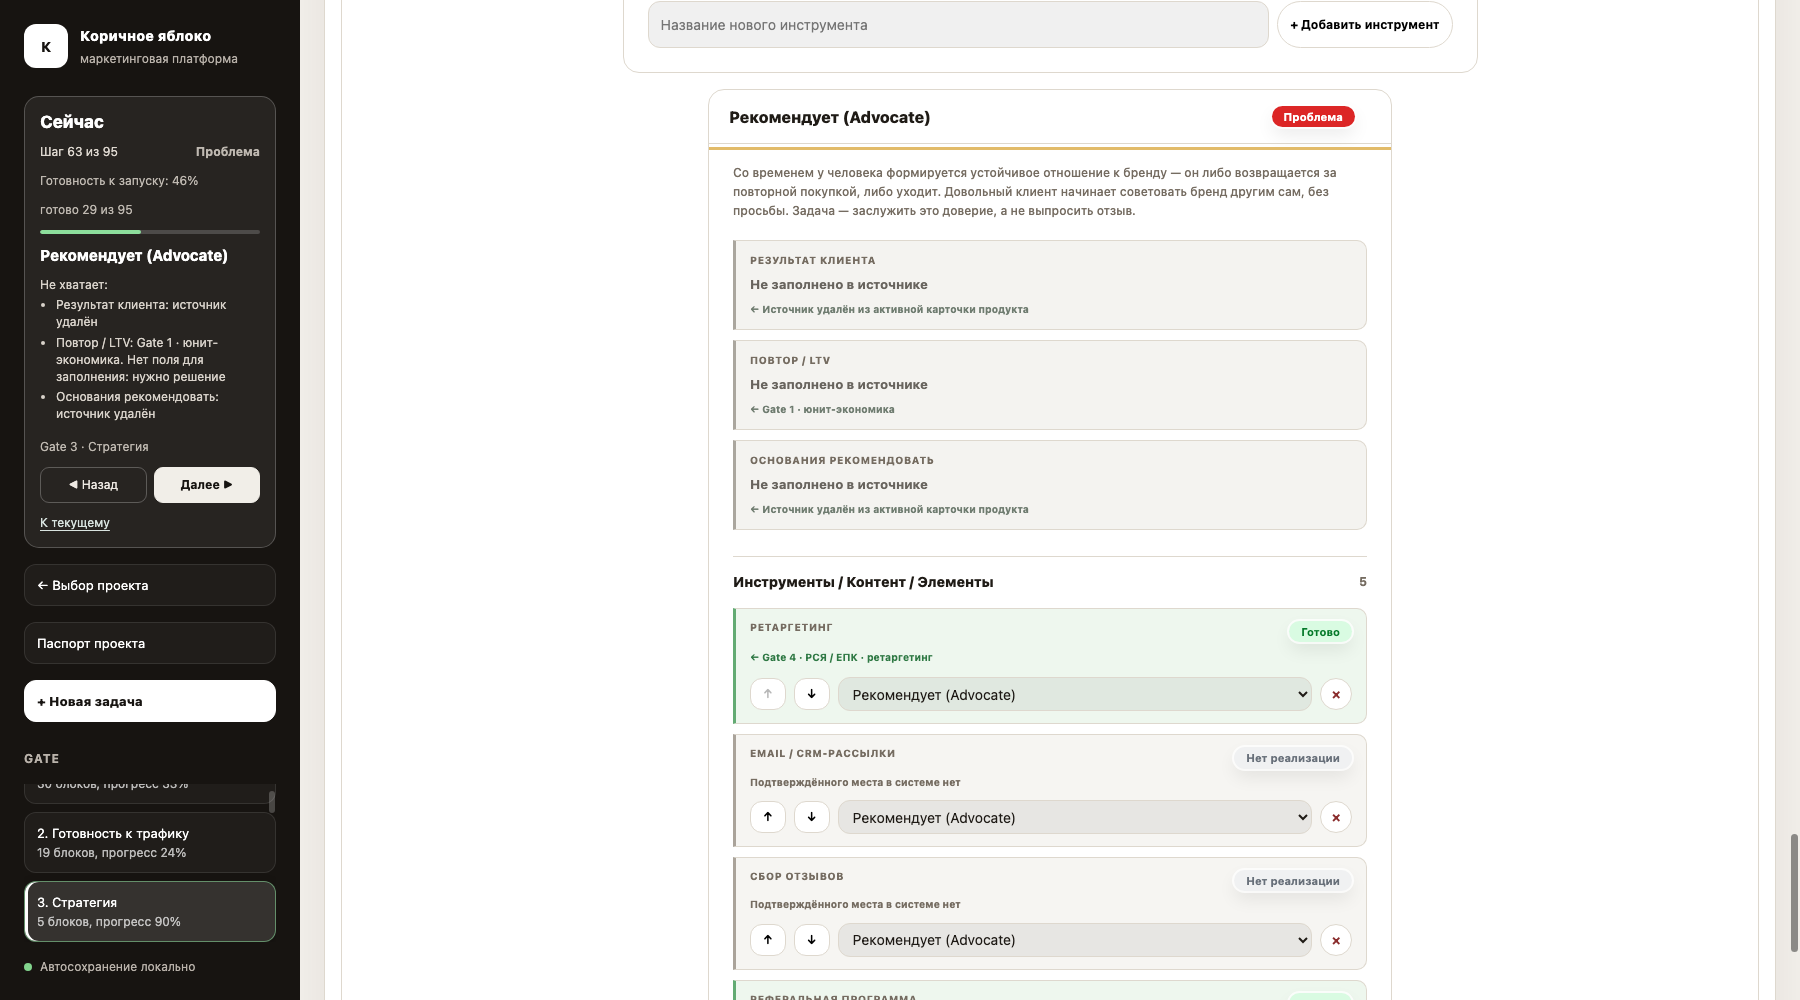 К
Коричное яблоко
маркетинговая платформа
Сейчас
Шаг 63 из 95
Проблема
Готовность к запуску: 46%
готово 29 из 95
Рекомендует (Advocate)
Не хватает:
• Результат клиента: источник
удалён
• Повтор / LTV: Gate 1 · юнит-
экономика. Нет поля для
заполнения: нужно решение
• Основания рекомендовать:
источник удалён
Gate 3 · Стратегия
◀ Назад
Далее ▶
К текущему
← Выбор проекта
Паспорт проекта
+ Новая задача
GATE
30 блоков, прогресс 33%
2. Готовность к трафику
19 блоков, прогресс 24%
3. Стратегия
5 блоков, прогресс 90%
Автосохранение локально
Название нового инструмента
+ Добавить инструмент
Рекомендует (Advocate)
Проблема
Со временем у человека формируется устойчивое отношение к бренду — он либо возвращается за
повторной покупкой, либо уходит. Довольный клиент начинает советовать бренд другим сам, без
просьбы. Задача — заслужить это доверие, а не выпросить отзыв.
РЕЗУЛЬТАТ КЛИЕНТА
Не заполнено в источнике
← Источник удалён из активной карточки продукта
ПОВТОР / LTV
Не заполнено в источнике
← Gate 1 · юнит-экономика
ОСНОВАНИЯ РЕКОМЕНДОВАТЬ
Не заполнено в источнике
← Источник удалён из активной карточки продукта
Инструменты / Контент / Элементы
5
РЕТАРГЕТИНГ
Готово
← Gate 4 · РСЯ / ЕПК · ретаргетинг
↑
↓
Рекомендует (Advocate)
×
EMAIL / CRM-РАССЫЛКИ
Нет реализации
Подтверждённого места в системе нет
↑
↓
Рекомендует (Advocate)
×
СБОР ОТЗЫВОВ
Нет реализации
Подтверждённого места в системе нет
↑
↓
Рекомендует (Advocate)
×
РЕФЕРАЛЬНАЯ ПРОГРАММА